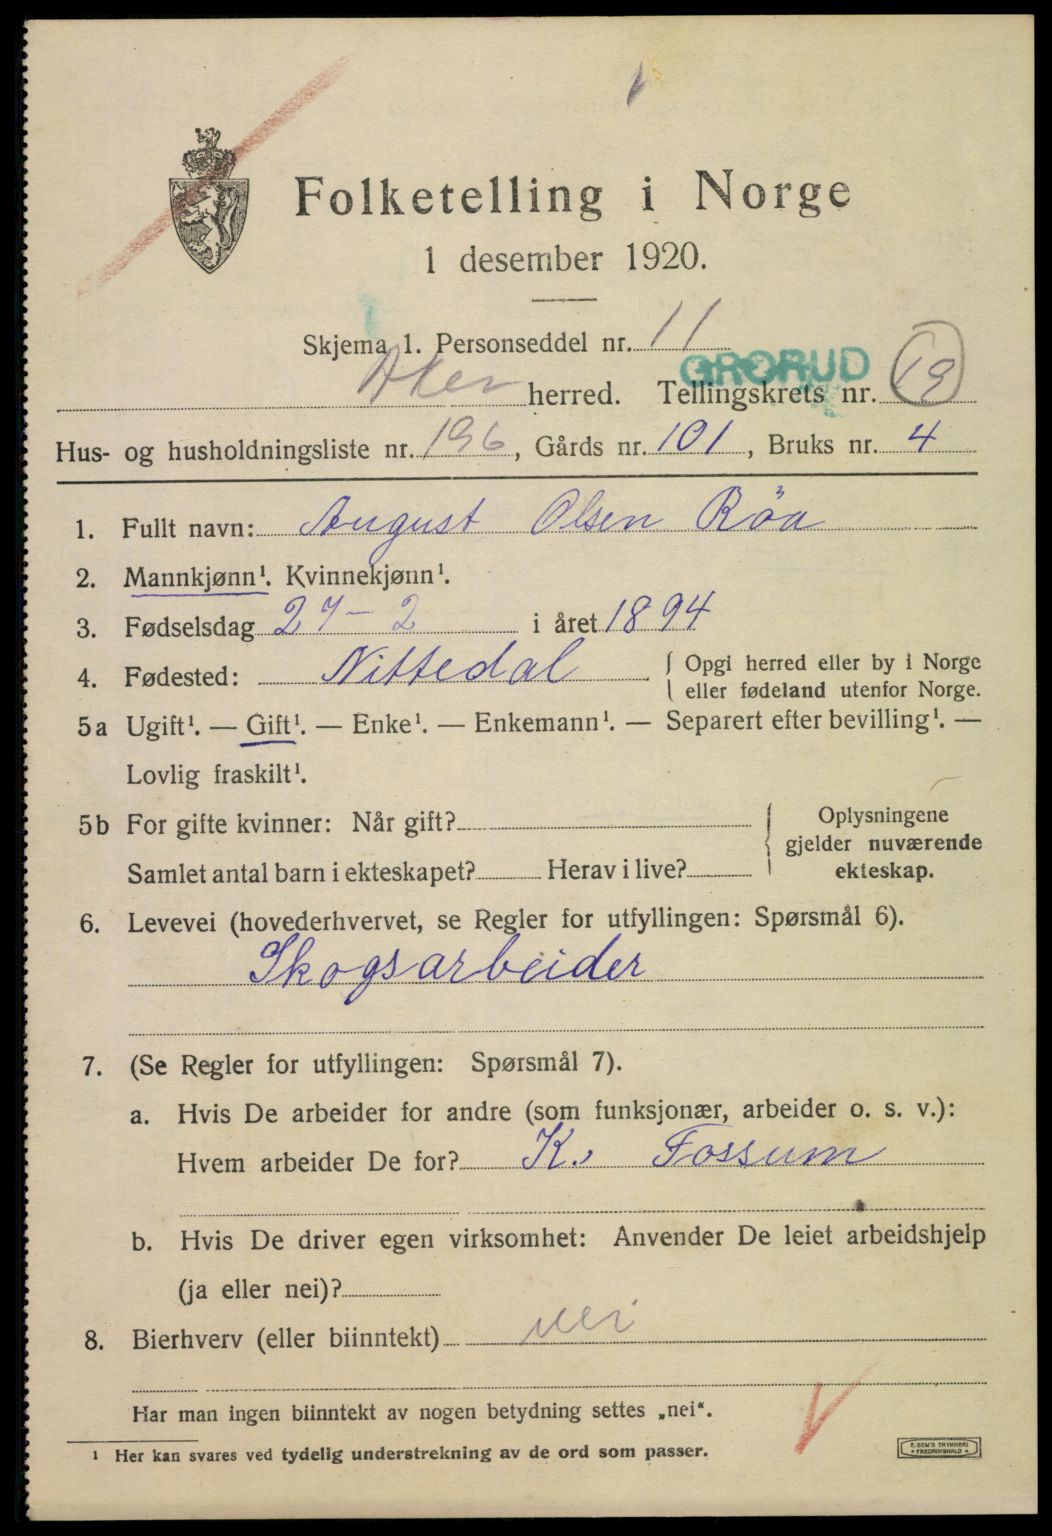 Folketelling i Norge
1 desember 1920.
Skjema 1. Personseddel nr. 11
Aker herred. Tellingskrets nr. 19
GRORUD
Hus- og husholdningsliste nr. 196, Gårds nr. 101, Bruks nr. 4
1. Fullt navn: August Olsen Röa
2. Mannkjønn¹. Kvinnekjønn¹.
3. Fødselsdag 27-2 i året 1894
4. Fødested: Nittedal { Opgi herred eller by i Norge
eller fødeland utenfor Norge.
5a Ugift¹. — Gift¹. — Enke¹. — Enkemann¹. — Separert efter bevilling¹. —
Lovlig fraskilt¹.
5b For gifte kvinner: Når gift?
Samlet antal barn i ekteskapet? Herav i live?
Oplysningene
gjelder nuværende
ekteskap.
6. Levevei (hovederhvervet, se Regler for utfyllingen: Spørsmål 6).
Skogsarbeider
7. (Se Regler for utfyllingen: Spørsmål 7).
a. Hvis De arbeider for andre (som funksjonær, arbeider o. s. v.):
Hvem arbeider De for? K. Fossum
b. Hvis De driver egen virksomhet: Anvender De leiet arbeidshjelp
(ja eller nei)?
8. Bierhverv (eller biinntekt) nei
Har man ingen biinntekt av nogen betydning settes „nei“.
¹ Her kan svares ved tydelig understrekning av de ord som passer.
E. SEM'S TRYKKERI
FREDRIKSHALD